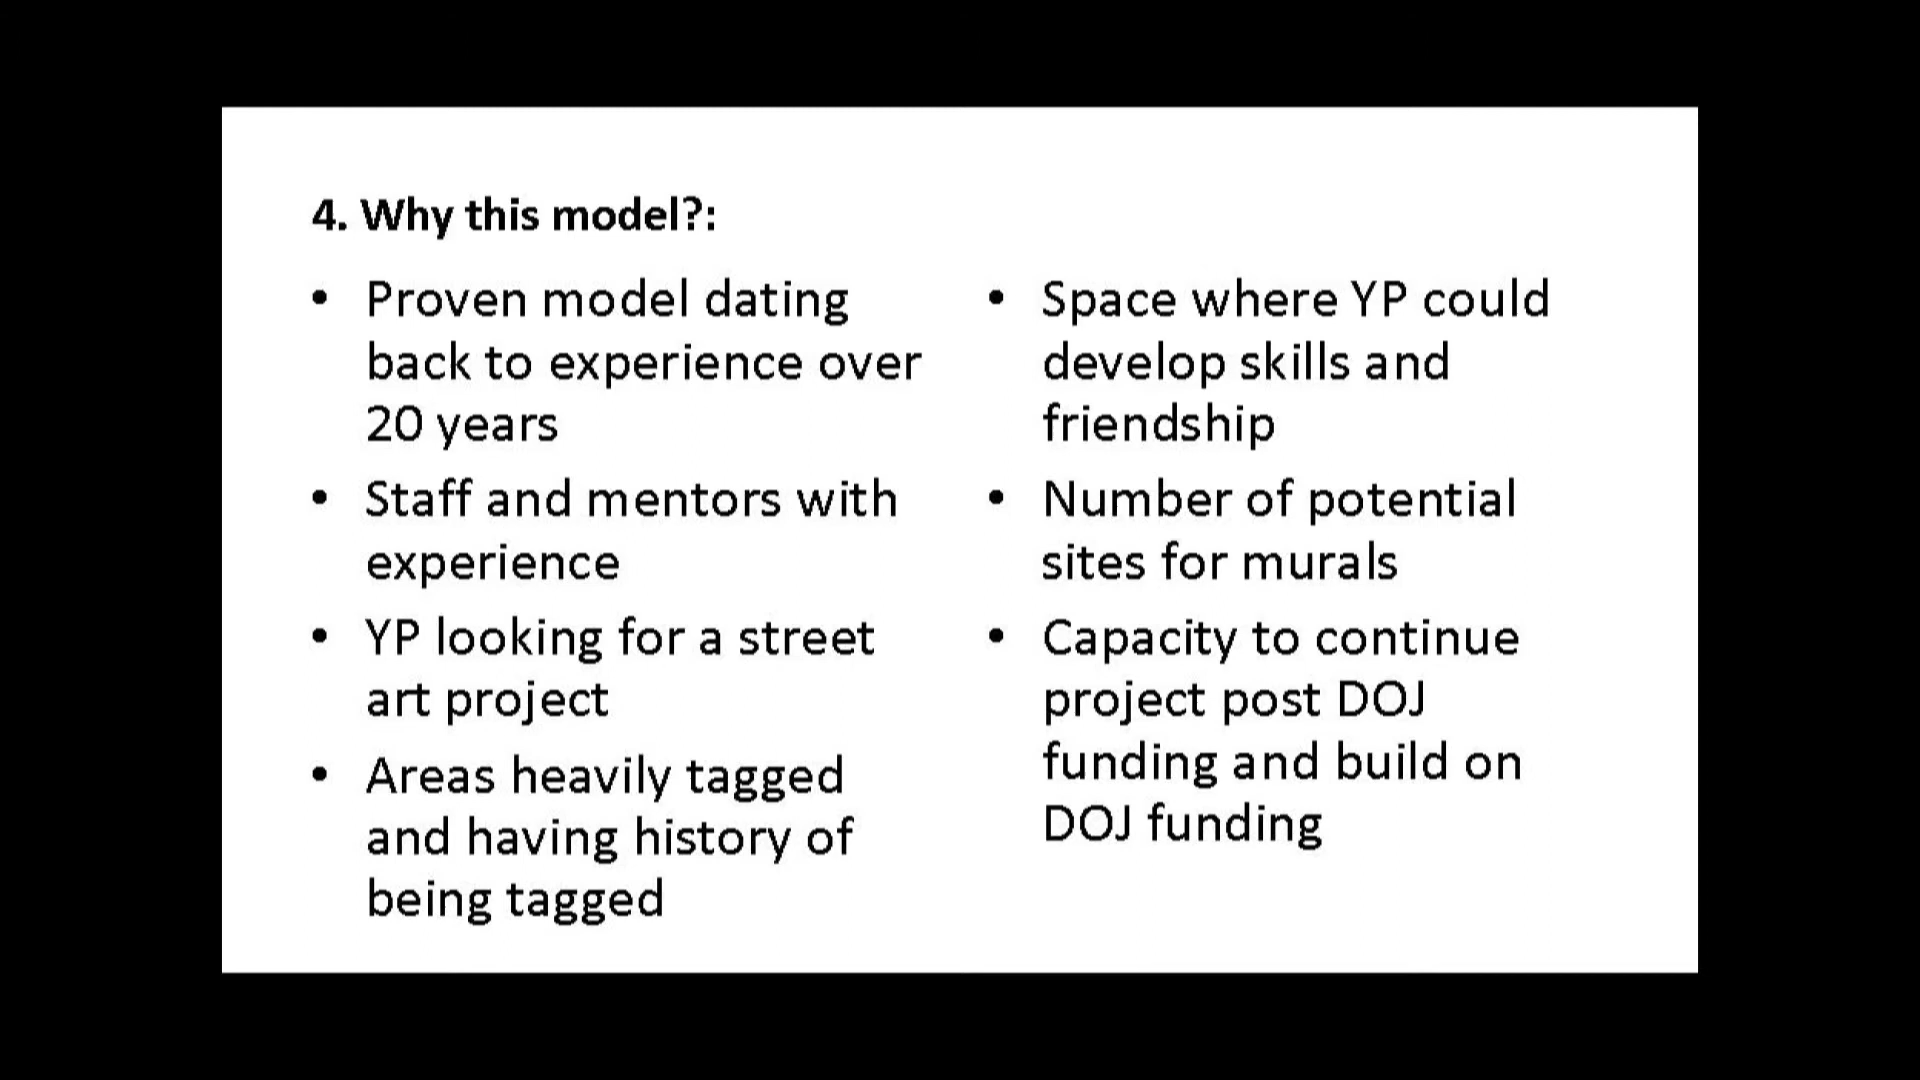 4. Why this model?:
• Proven model dating
back to experience over
20 years
• Staff and mentors with
experience
• YP looking for a street
art project
• Areas heavily tagged
and having history of
being tagged
• Space where YP could
develop skills and
friendship
• Number of potential
sites for murals
• Capacity to continue
project post DOJ
funding and build on
DOJ funding